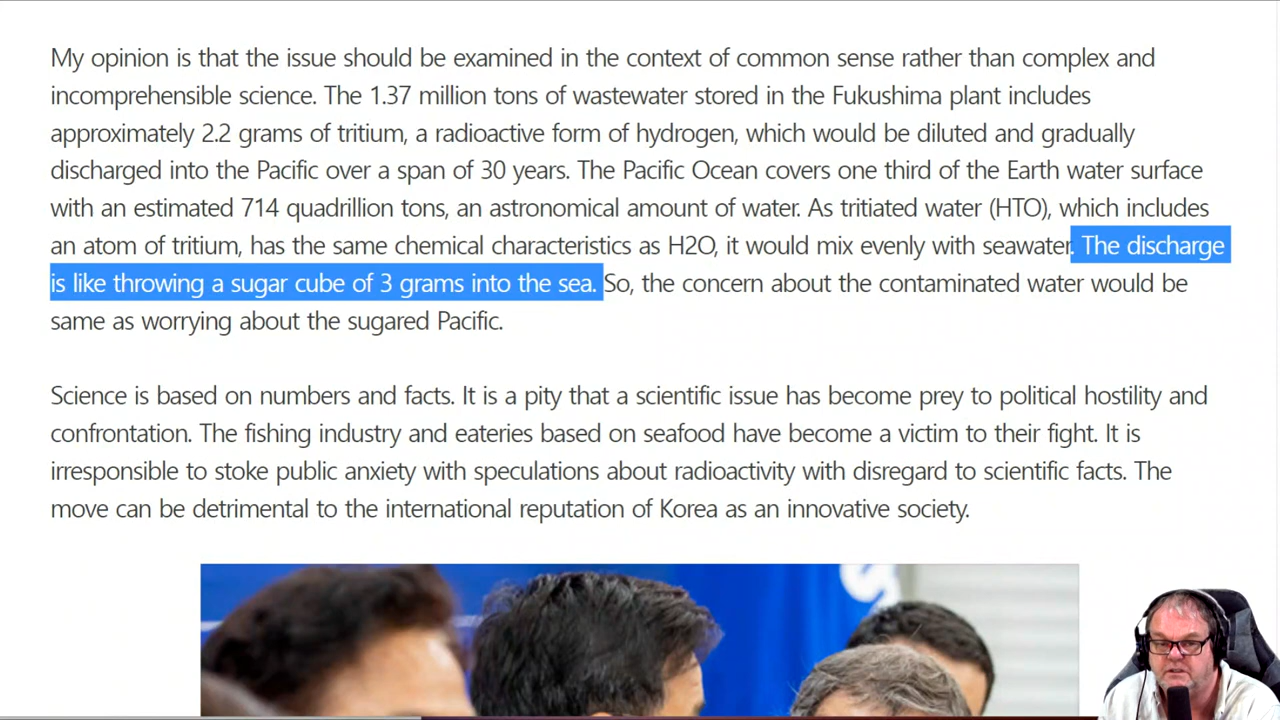 My opinion is that the issue should be examined in the context of common sense rather than complex and
incomprehensible science. The 1.37 million tons of wastewater stored in the Fukushima plant includes
approximately 2.2 grams of tritium, a radioactive form of hydrogen, which would be diluted and gradually
discharged into the Pacific over a span of 30 years. The Pacific Ocean covers one third of the Earth water surface
with an estimated 714 quadrillion tons, an astronomical amount of water. As tritiated water (HTO), which includes
an atom of tritium, has the same chemical characteristics as H2O, it would mix evenly with seawater. The discharge
is like throwing a sugar cube of 3 grams into the sea. So, the concern about the contaminated water would be
same as worrying about the sugared Pacific.
Science is based on numbers and facts. It is a pity that a scientific issue has become prey to political hostility and
confrontation. The fishing industry and eateries based on seafood have become a victim to their fight. It is
irresponsible to stoke public anxiety with speculations about radioactivity with disregard to scientific facts. The
move can be detrimental to the international reputation of Korea as an innovative society.